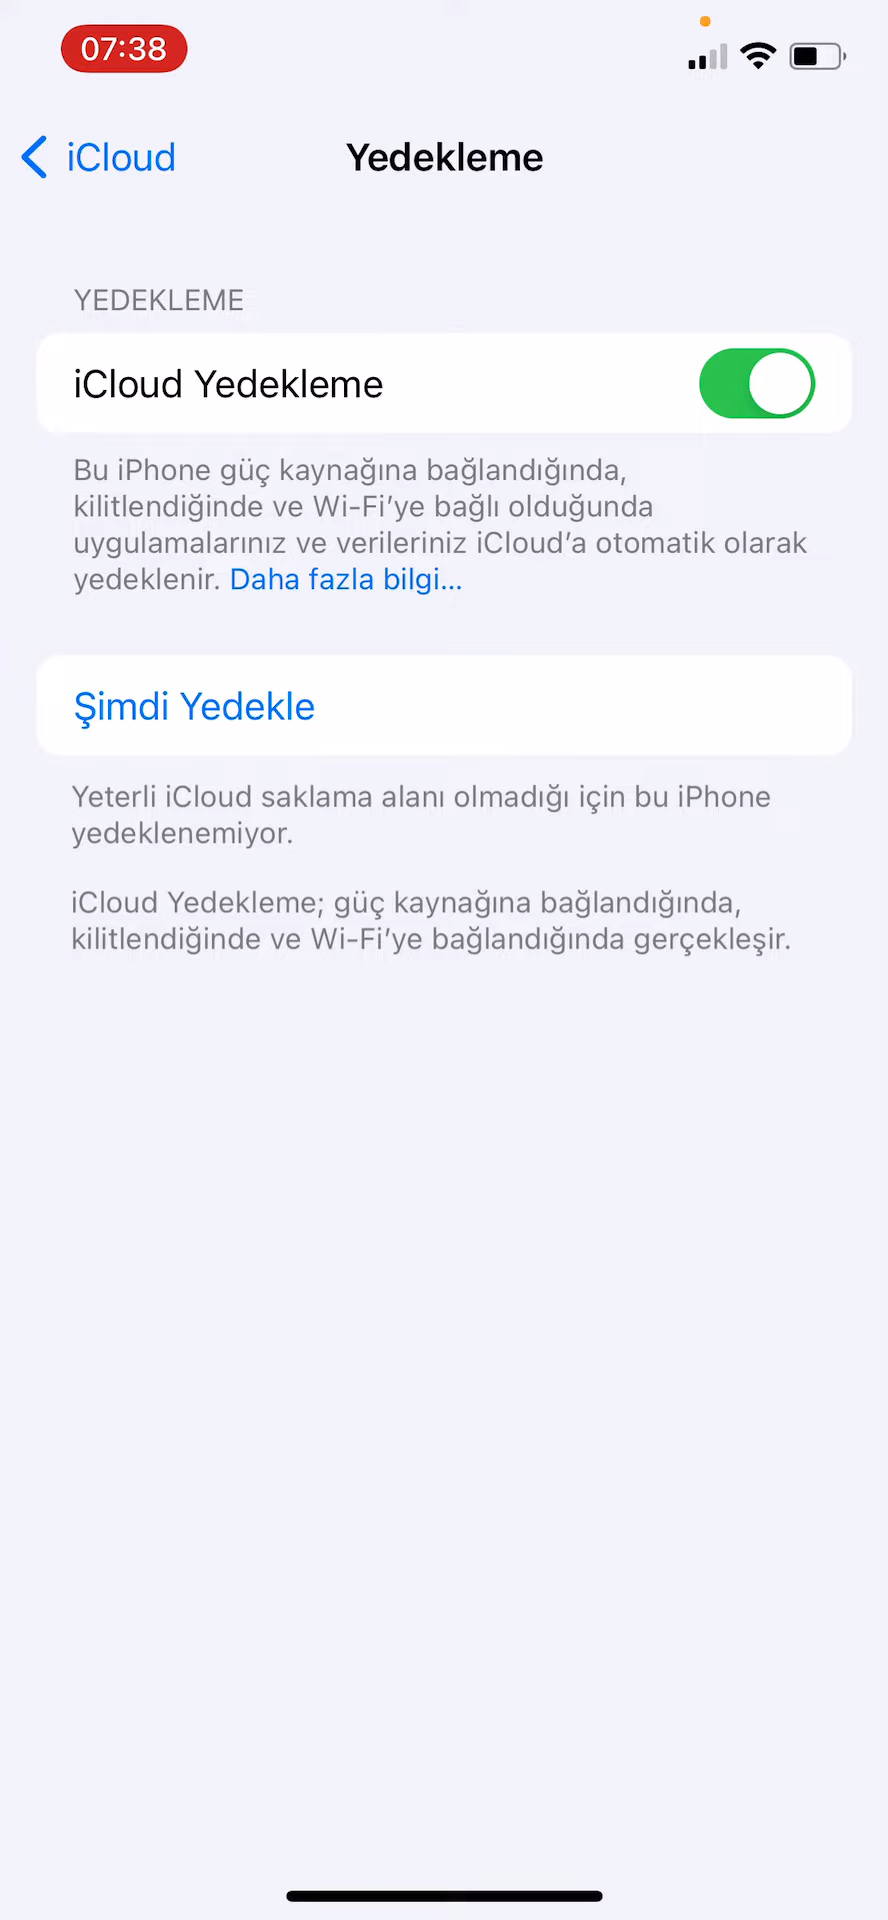 07:38
iCloud
Yedekleme
YEDEKLEME
iCloud Yedekleme
Bu iPhone güç kaynağına bağlandığında,
kilitlendiğinde ve Wi-Fi’ye bağlı olduğunda
uygulamalarınız ve verileriniz iCloud’a otomatik olarak
yedeklenir. Daha fazla bilgi...
Şimdi Yedekle
Yeterli iCloud saklama alanı olmadığı için bu iPhone
yedeklenemiyor.
iCloud Yedekleme; güç kaynağına bağlandığında,
kilitlendiğinde ve Wi-Fi’ye bağlandığında gerçekleşir.